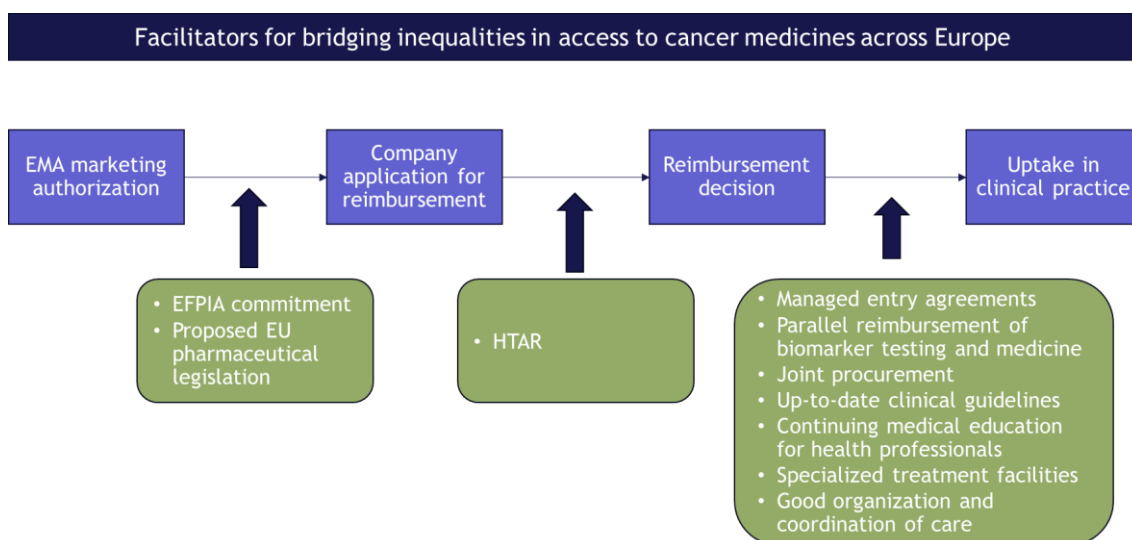 Facilitators for bridging inequalities in access to cancer medicines across Europe
EMA marketing
authorization
Company
application for
reimbursement
Reimbursement
decision
Uptake in
clinical practice
• EFPIA commitment
• Proposed EU
pharmaceutical
legislation
• HTAR
• Managed entry agreements
• Parallel reimbursement of
biomarker testing and medicine
• Joint procurement
• Up-to-date clinical guidelines
• Continuing medical education
for health professionals
• Specialized treatment facilities
• Good organization and
coordination of care